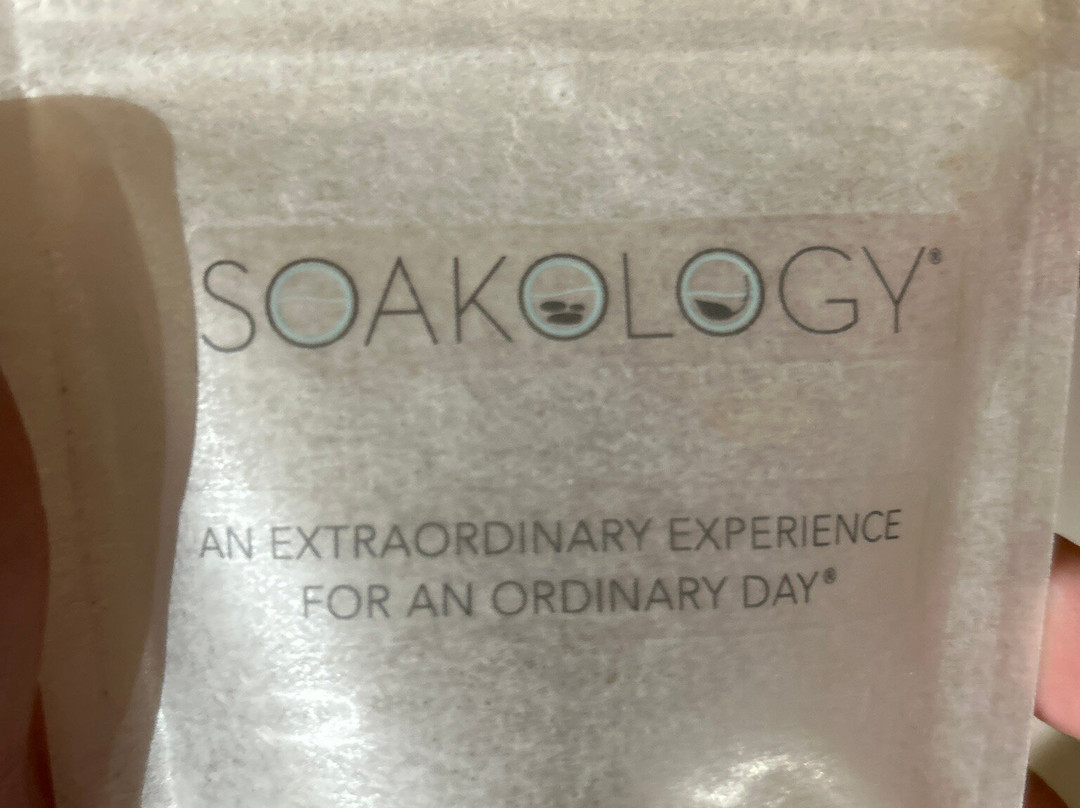 SOAKOLOGY®
AN EXTRAORDINARY EXPERIENCE
FOR AN ORDINARY DAY®